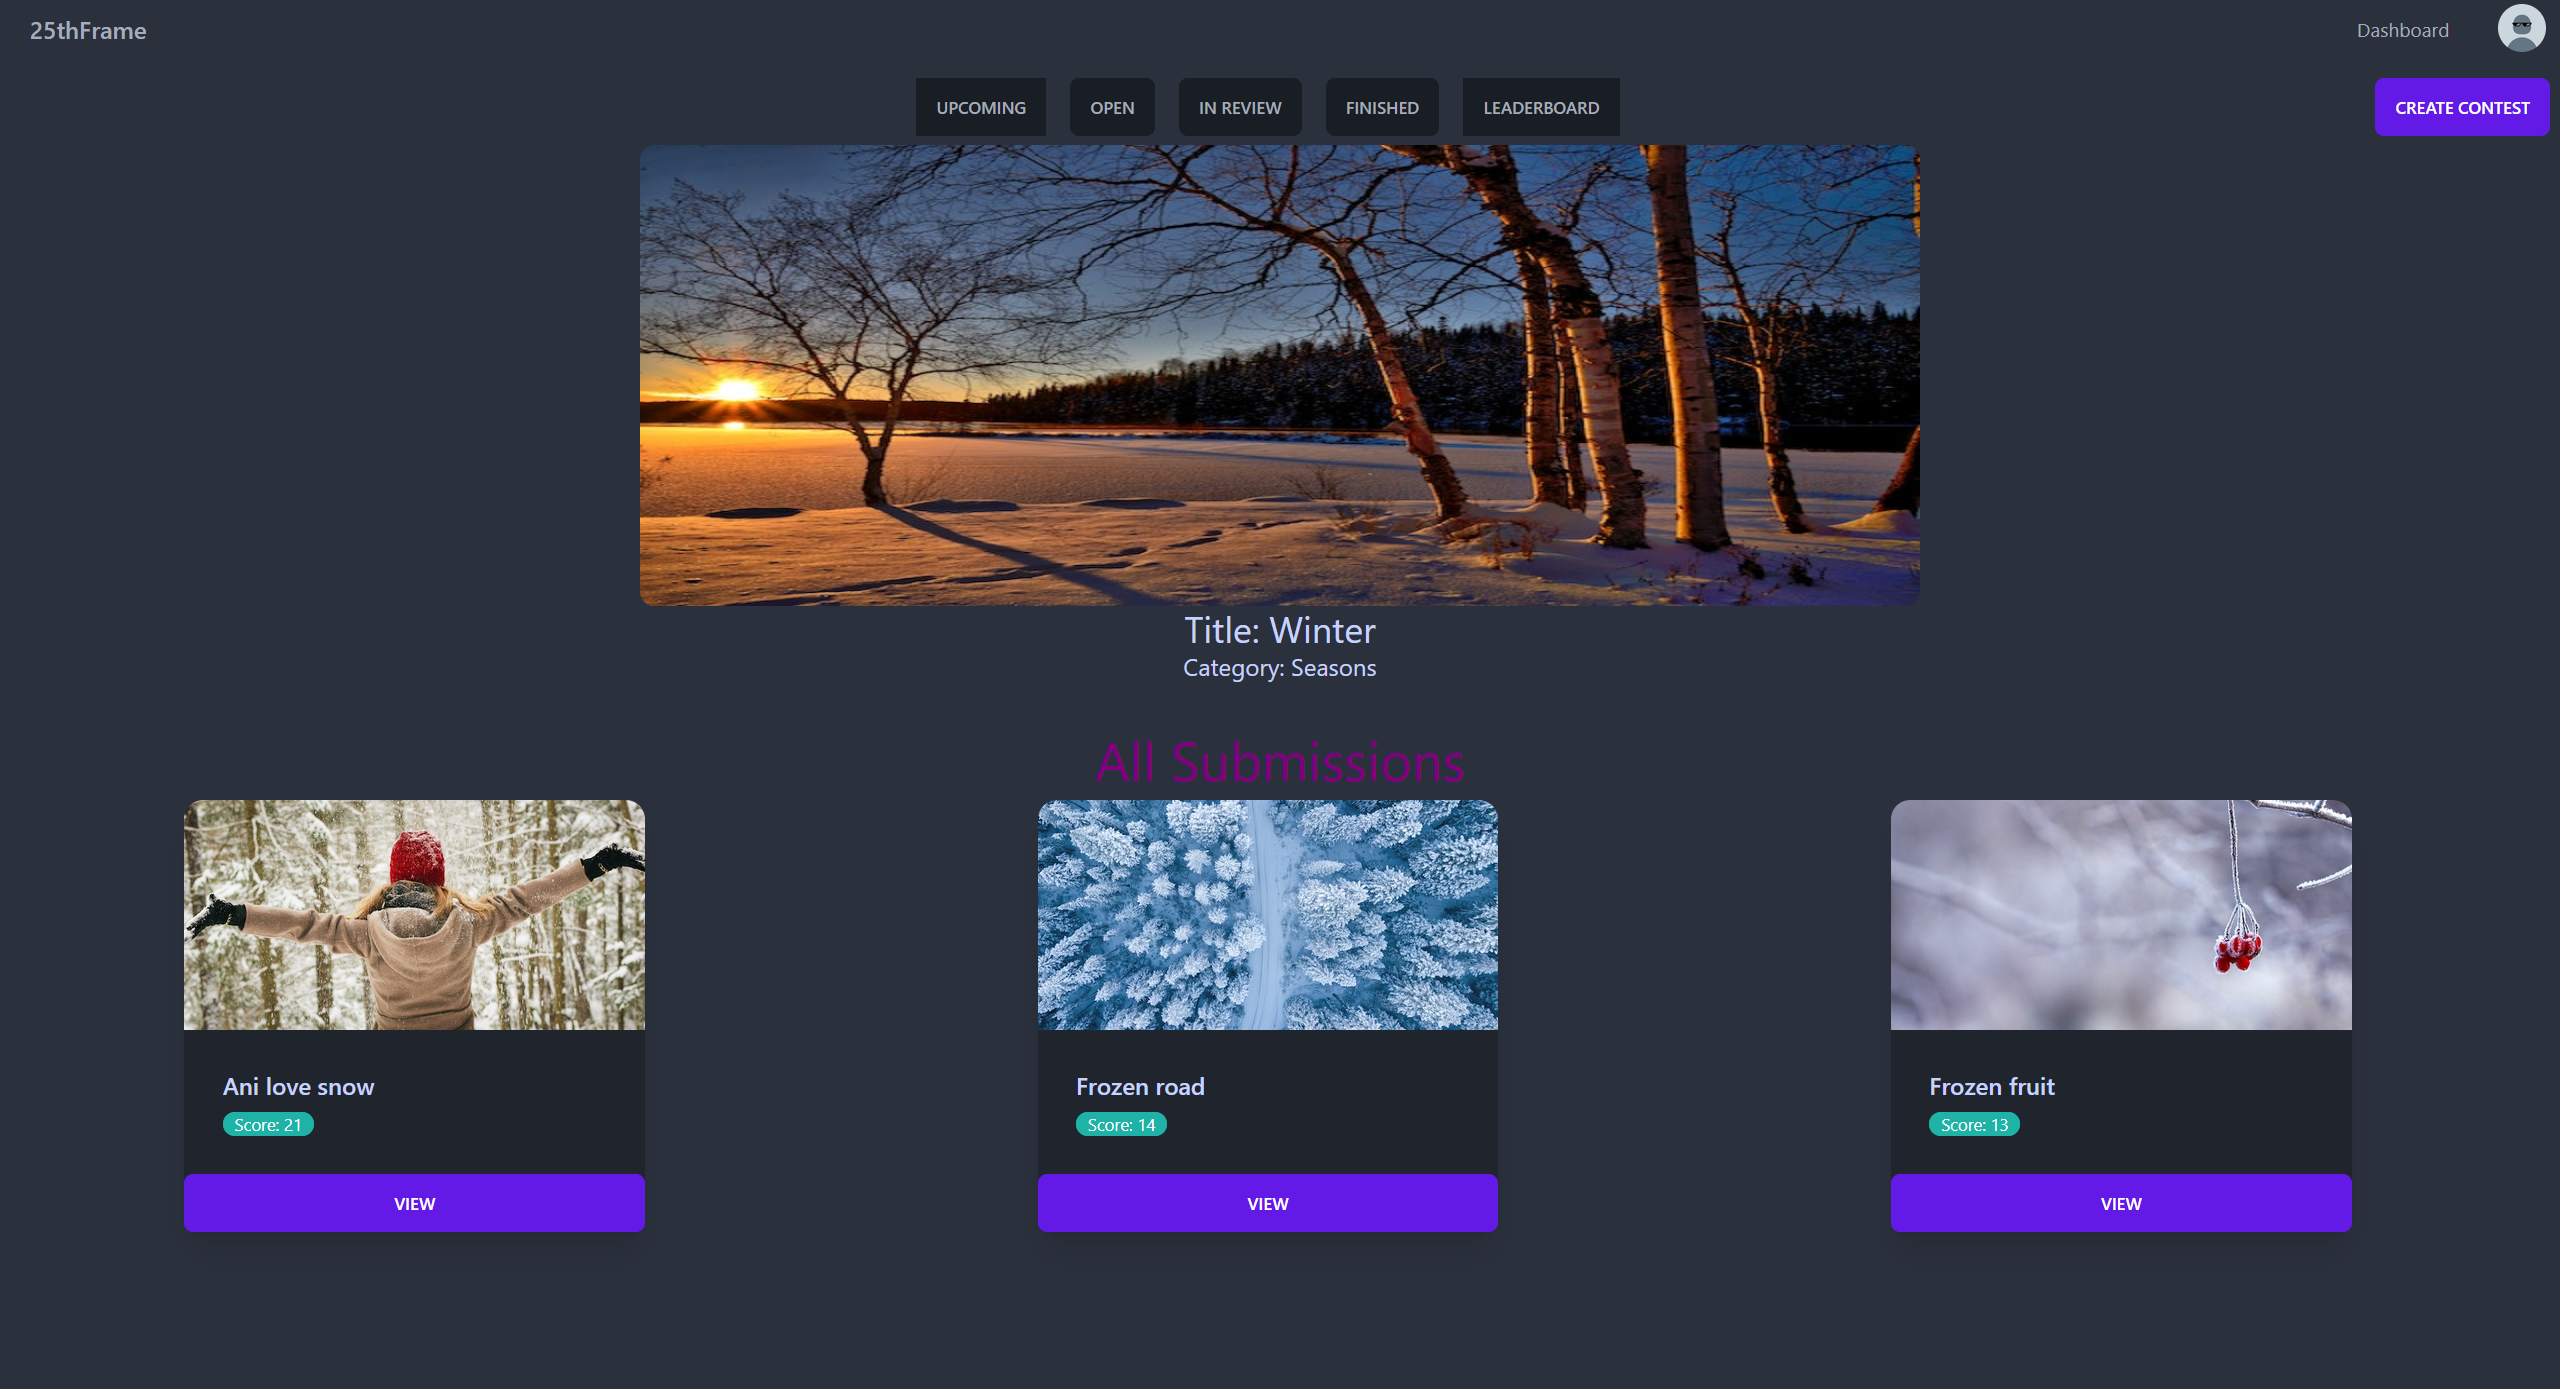 25thFrame
Dashboard
UPCOMING
OPEN
IN REVIEW
FINISHED
LEADERBOARD
CREATE CONTEST
Title: Winter
Category: Seasons
All Submissions
Ani love snow
Score: 21
VIEW
Frozen road
Score: 14
VIEW
Frozen fruit
Score: 13
VIEW